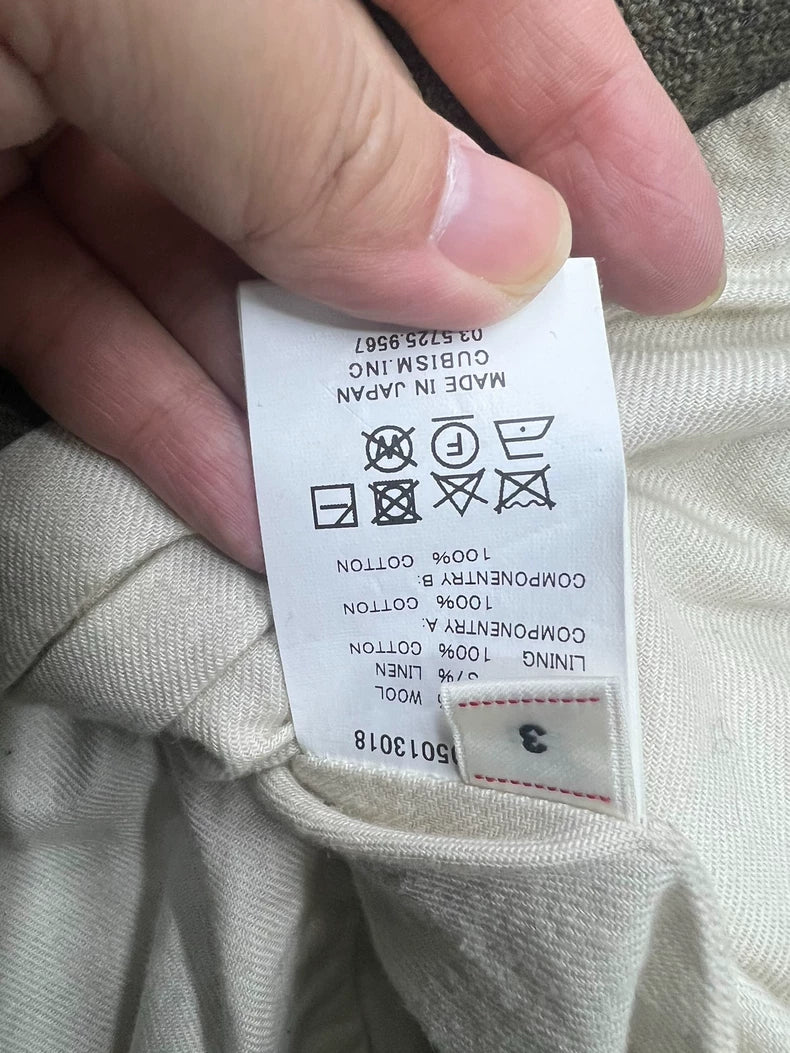 3
05013018
WOOL
37% LINEN
LINING 100% COTTON
COMPONENTRY A:
100% COTTON
COMPONENTRY B:
100% COTTON
F
W
MADE IN JAPAN
CUBISM.INC
03.5725.9567